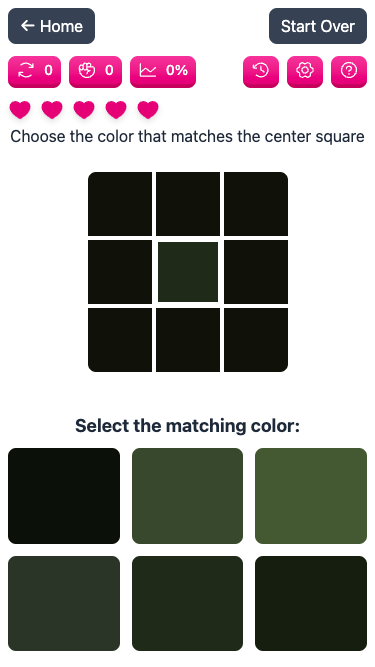 Home
Start Over
0
0
0%
Choose the color that matches the center square
Select the matching color: